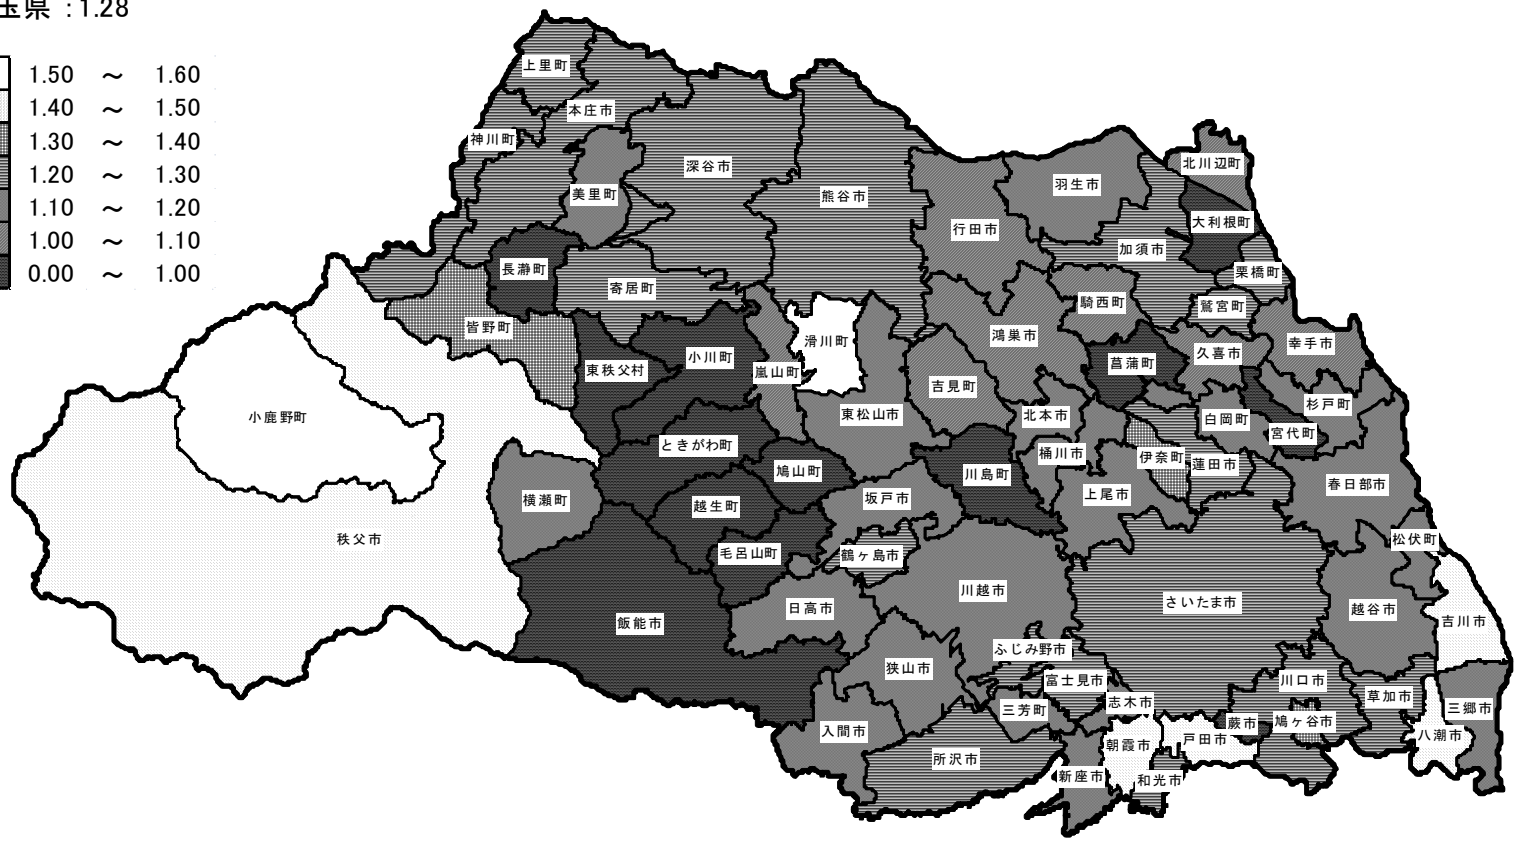 玉県 :1.28
1.50 ～ 1.60
1.40 ～ 1.50
1.30 ～ 1.40
1.20 ～ 1.30
1.10 ～ 1.20
1.00 ～ 1.10
0.00 ～ 1.00
上里町
本庄市
神川町
美里町
深谷市
熊谷市
行田市
羽生市
北川辺町
大利根町
加須市
栗橋町
長瀞町
寄居町
皆野町
騎西町
鷲宮町
鴻巣市
滑川町
小川町
嵐山町
東秩父村
吉見町
菖蒲町
久喜市
幸手市
小鹿野町
東松山市
北本市
白岡町
杉戸町
宮代町
ときがわ町
鳩山町
川島町
桶川市
伊奈町
蓮田市
上尾市
春日部市
横瀬町
越生町
坂戸市
秩父市
毛呂山町
鶴ヶ島市
松伏町
川越市
さいたま市
越谷市
日高市
飯能市
吉川市
ふじみ野市
狭山市
富士見市
川口市
草加市
三郷市
三芳町
志木市
蕨市
鳩ヶ谷市
入間市
朝霞市
戸田市
八潮市
所沢市
新座市
和光市